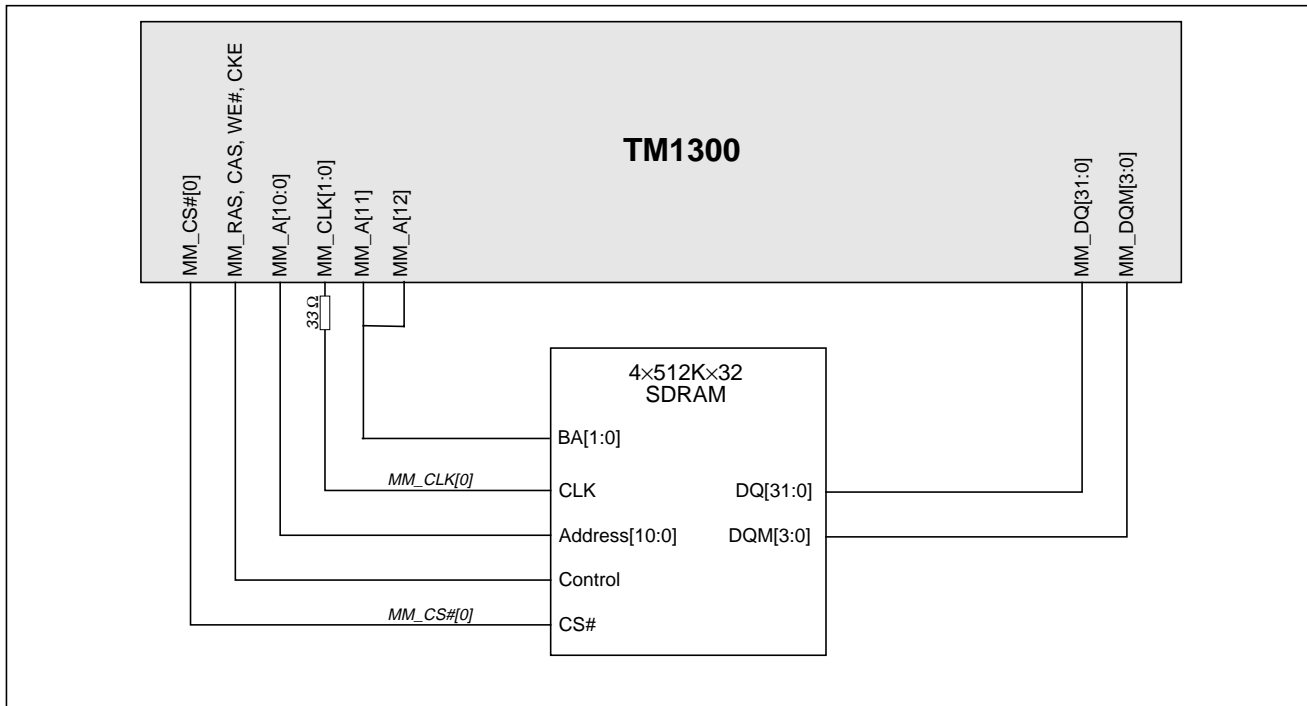 TM1300
MM_CS#[0]
MM_RAS, CAS, WE#, CKE
MM_A[10:0]
MM_CLK[1:0]
MM_A[11]
MM_A[12]
MM_DQ[31:0]
MM_DQM[3:0]
33 Ω
4×512K×32
SDRAM
BA[1:0]
MM_CLK[0]
CLK
DQ[31:0]
Address[10:0]
DQM[3:0]
Control
MM_CS#[0]
CS#